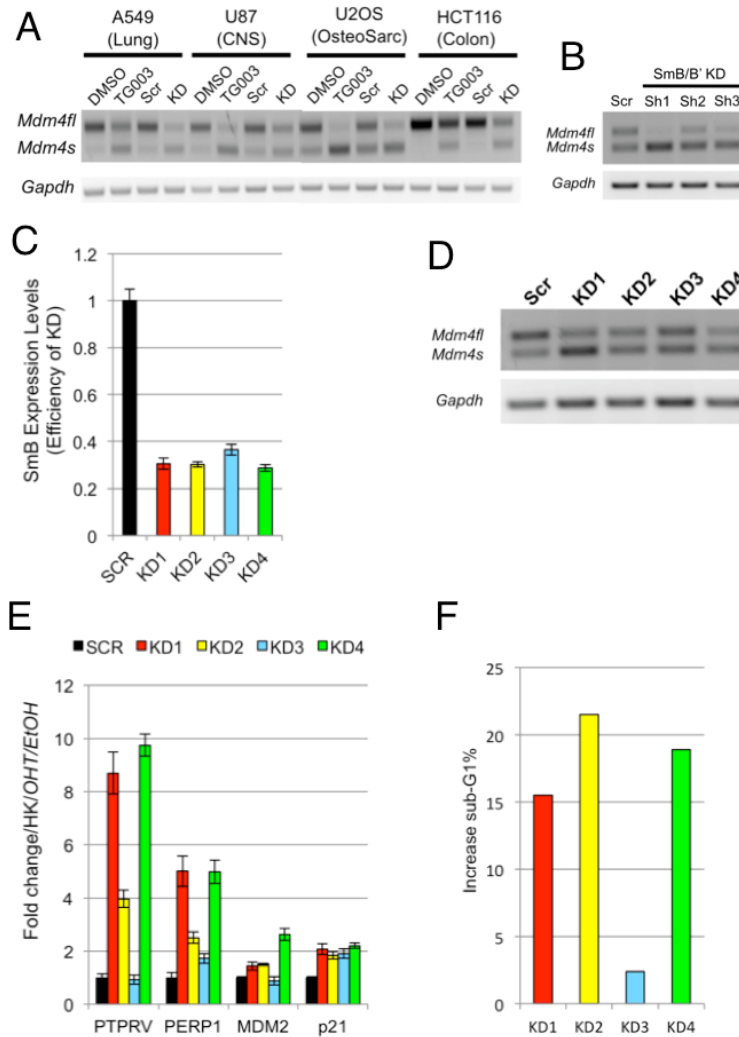 A
A549
(Lung)
U87
(CNS)
U2OS
(OsteoSarc)
HCT116
(Colon)
DMSO TG003 Scr KD DMSO TG003 Scr KD DMSO TG003 Scr KD DMSO TG003 Scr KD
Mdm4fl
Mdm4s
Gapdh
B
SmB/B' KD
Scr Sh1 Sh2 Sh3
Mdm4fl
Mdm4s
Gapdh
C
SmB Expression Levels
(Efficiency of KD)
1.2
1
0.8
0.6
0.4
0.2
0
SCR KD1 KD2 KD3 KD4
D
Scr KD1 KD2 KD3 KD4
Mdm4fl
Mdm4s
Gapdh
E
SCR KD1 KD2 KD3 KD4
Fold change/HK/OHT/EtOH
12
10
8
6
4
2
0
PTPRV PERP1 MDM2 p21
F
Increase sub-G1%
25
20
15
10
5
0
KD1 KD2 KD3 KD4